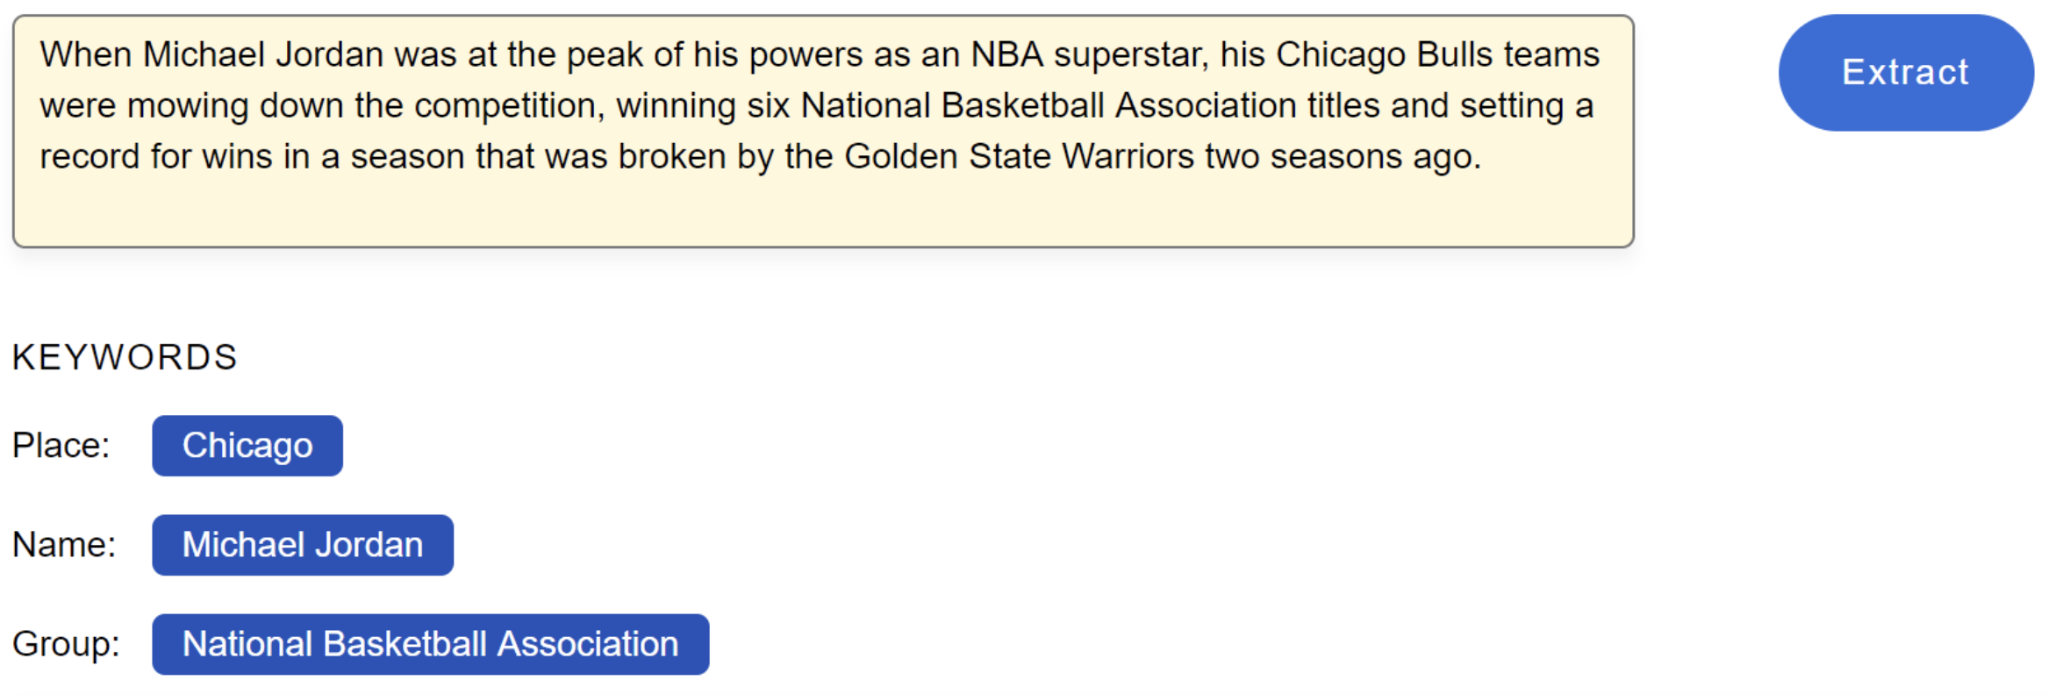 When Michael Jordan was at the peak of his powers as an NBA superstar, his Chicago Bulls teams
were mowing down the competition, winning six National Basketball Association titles and setting a
record for wins in a season that was broken by the Golden State Warriors two seasons ago.
Extract
KEYWORDS
Place: Chicago
Name: Michael Jordan
Group: National Basketball Association